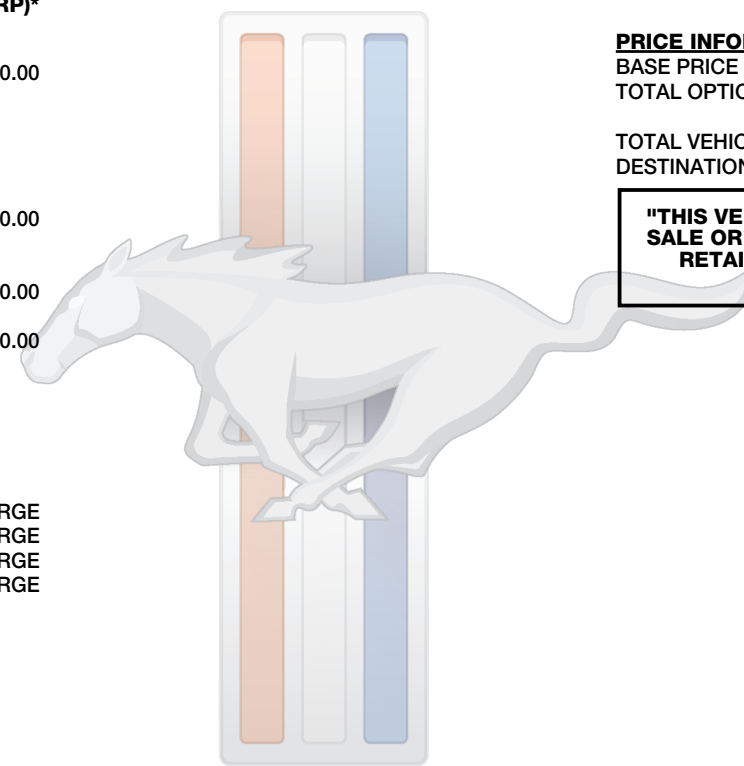 RP)*
0.00
0.00
0.00
0.00
RGE
RGE
RGE
RGE
PRICE INFO
BASE PRICE
TOTAL OPTIO
TOTAL VEHIC
DESTINATION
"THIS VE
SALE OR
RETAI